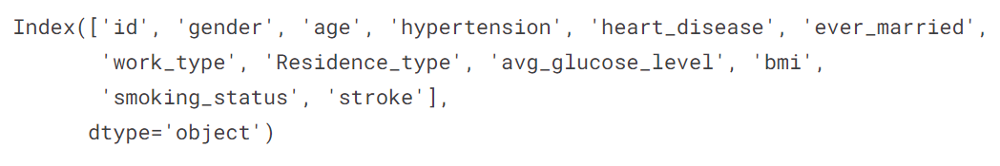 Index(['id', 'gender', 'age', 'hypertension', 'heart_disease', 'ever_married',
'work_type', 'Residence_type', 'avg_glucose_level', 'bmi',
'smoking_status', 'stroke'],
dtype='object')